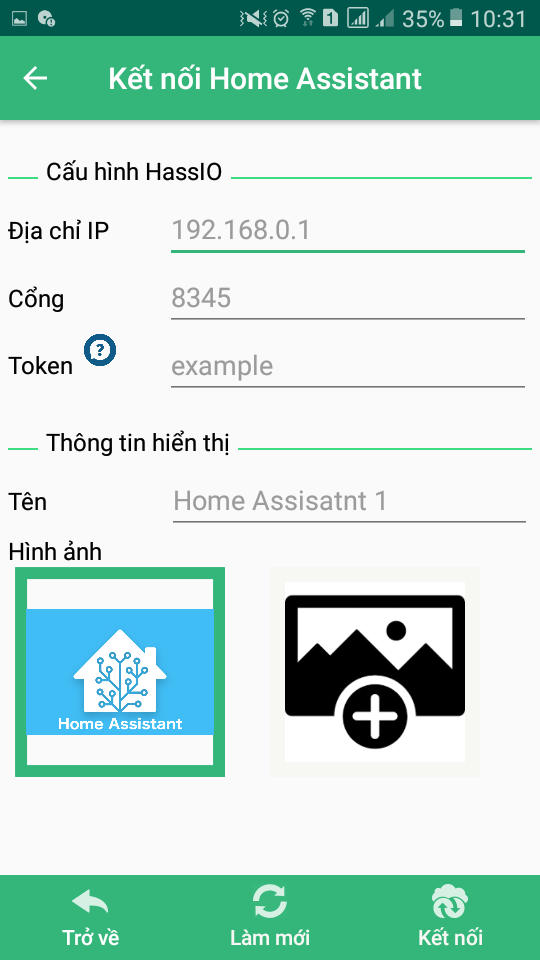 35% 10:31
Kết nối Home Assistant
Cấu hình HassIO
Địa chỉ IP 192.168.0.1
Cổng 8345
Token ? example
Thông tin hiển thị
Tên Home Assisatnt 1
Hình ảnh
Home Assistant
Trở về Làm mới Kết nối